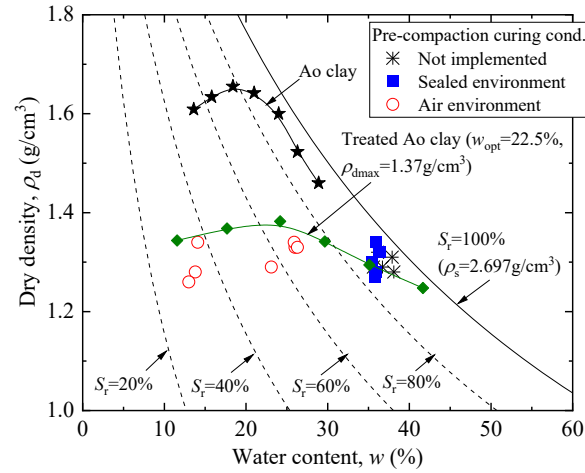 1.8
1.6
1.4
1.2
1.0
Dry density, ρd (g/cm³)
Pre-compaction curing cond.
Not implemented
Sealed environment
Air environment
Ao clay
Treated Ao clay (wopt=22.5%,
ρdmax=1.37g/cm³)
Sr=100%
(ρs=2.697g/cm³)
Sr=20%
Sr=40%
Sr=60%
Sr=80%
0 10 20 30 40 50 60
Water content, w (%)